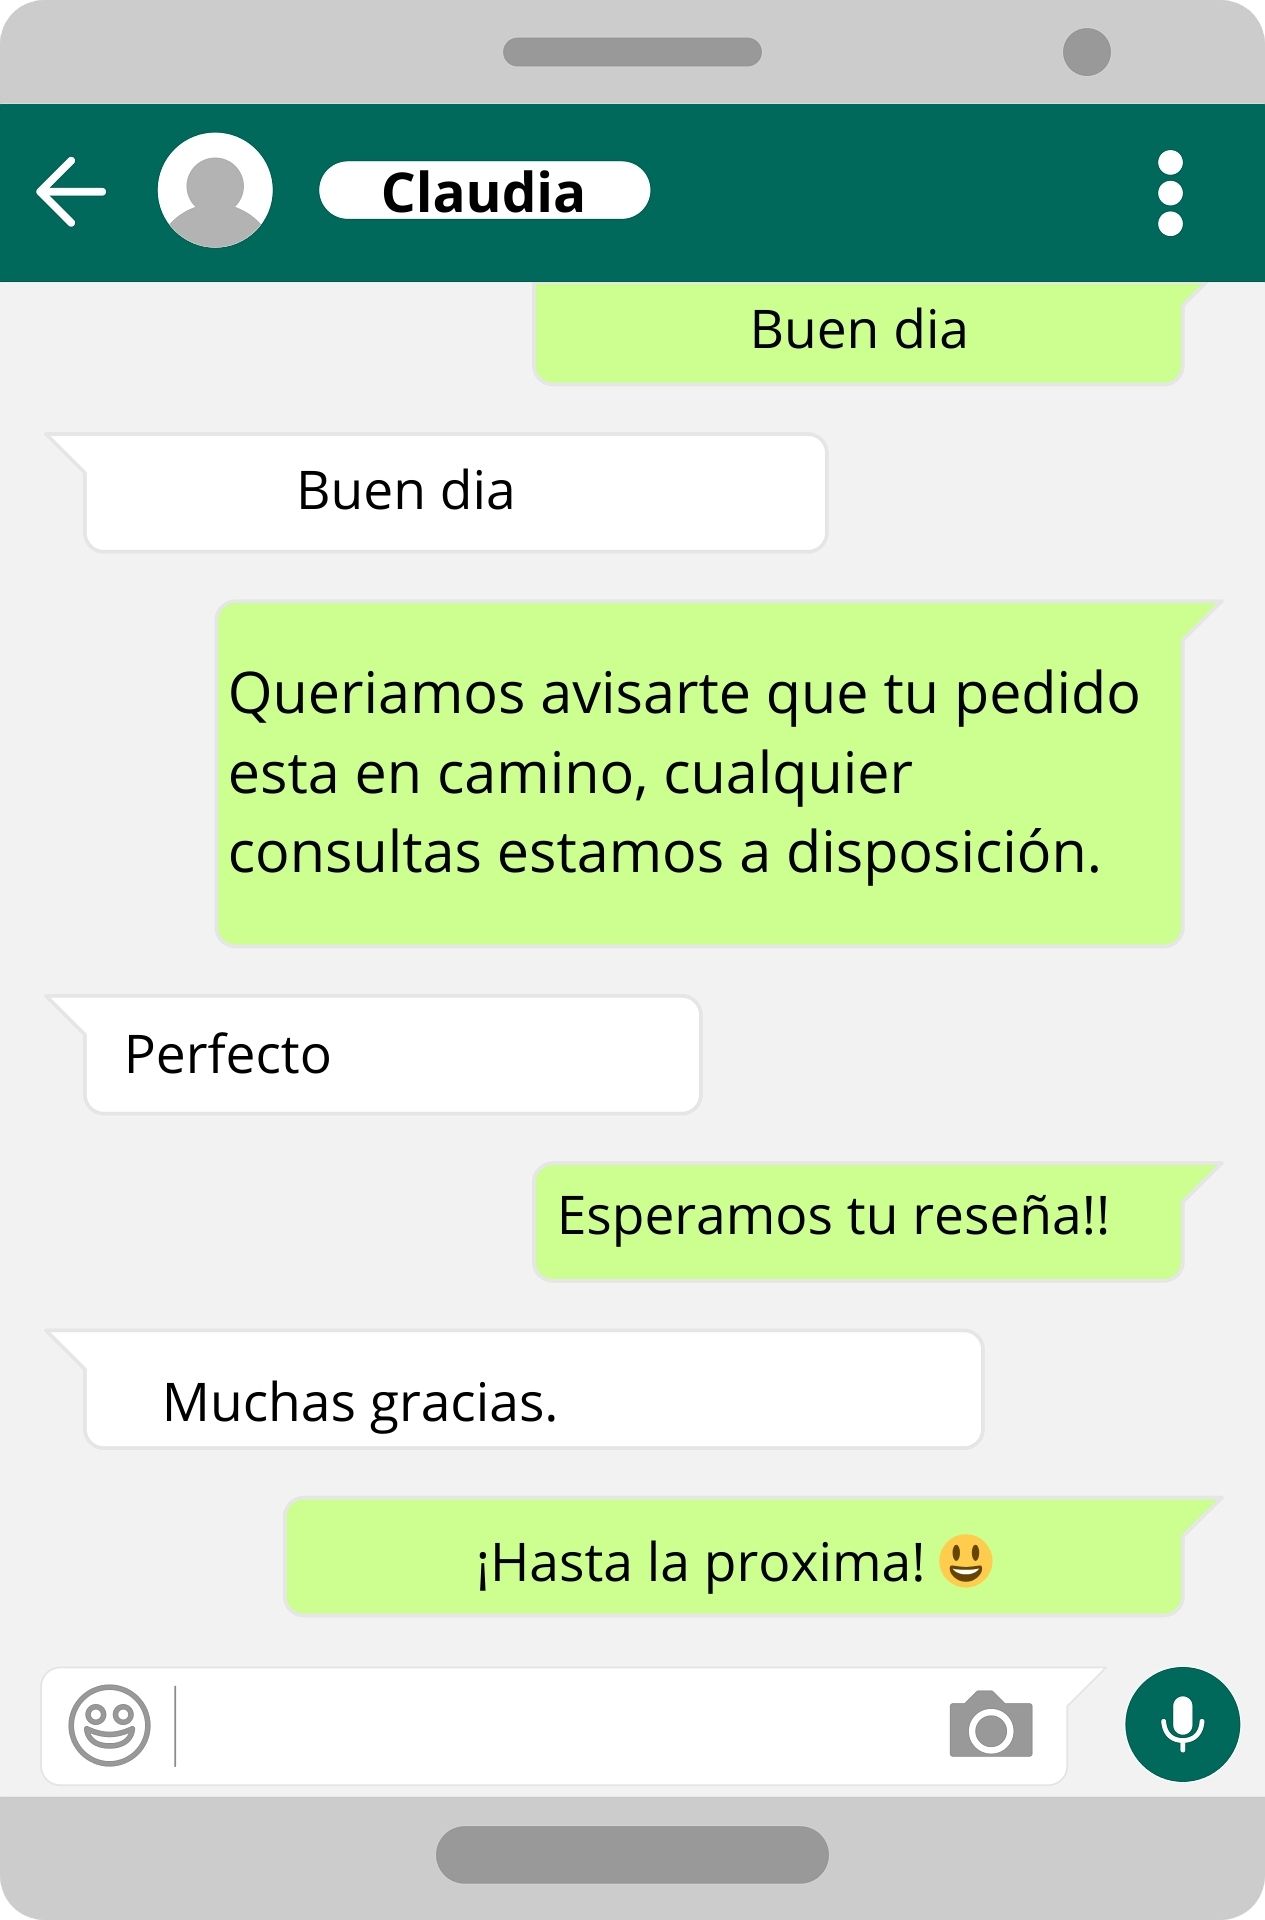 Claudia
Buen dia
Buen dia
Queriamos avisarte que tu pedido
esta en camino, cualquier
consultas estamos a disposición.
Perfecto
Esperamos tu reseña!!
Muchas gracias.
¡Hasta la proxima! 😃